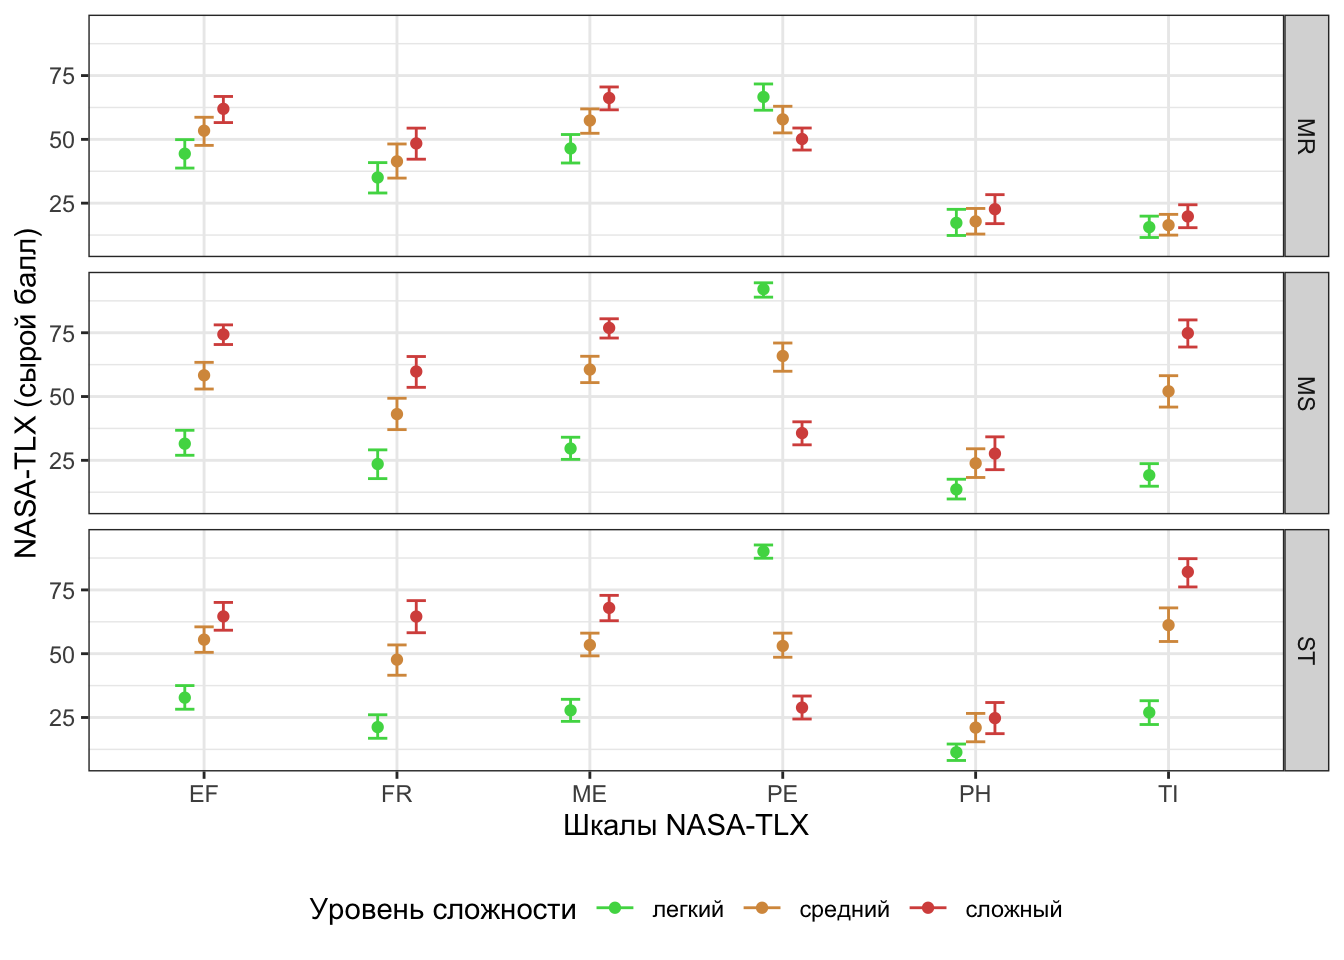 NASA-TLX (сырой балл)
75
50
25
MR
75
50
25
MS
75
50
25
ST
EF FR ME PE PH TI
Шкалы NASA-TLX
Уровень сложности легкий средний сложный